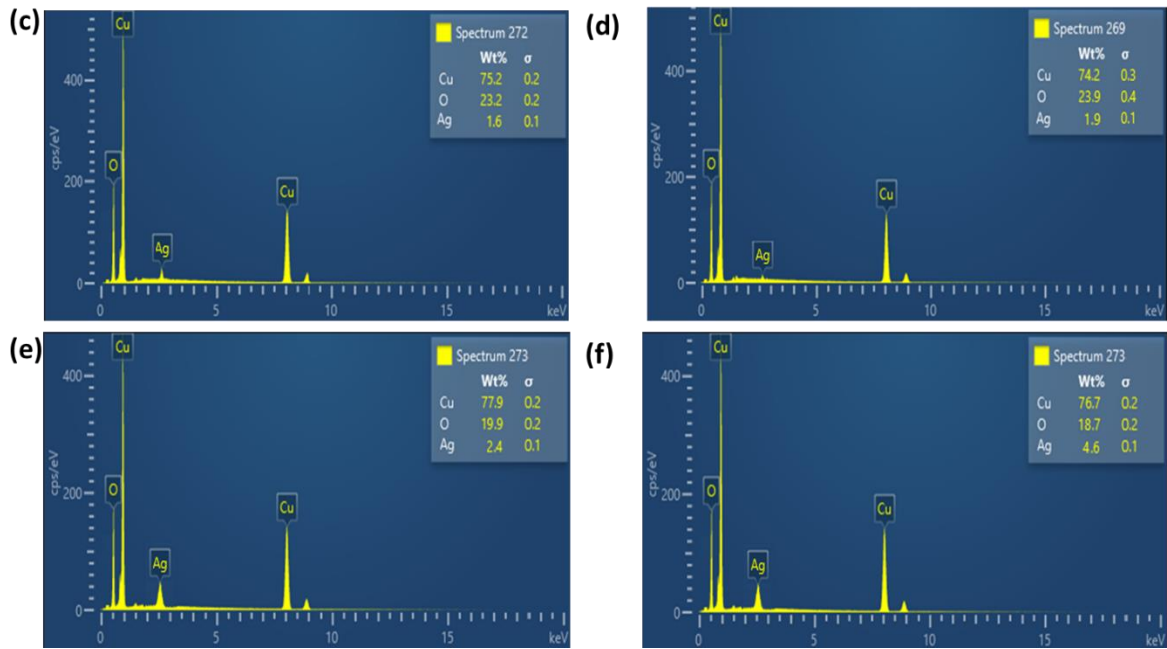 (c)
Cu
Spectrum 272
Wt% σ
Cu 75.2 0.2
O 23.2 0.2
Ag 1.6 0.1
400
cps/eV
O
200
Cu
Ag
0
0 5 10 15 keV
(d)
Cu
Spectrum 269
Wt% σ
Cu 74.2 0.3
O 23.9 0.4
Ag 1.9 0.1
400
cps/eV
O
200
Cu
Ag
0
0 5 10 15 keV
(e)
Cu
Spectrum 273
Wt% σ
Cu 77.9 0.2
O 19.9 0.2
Ag 2.4 0.1
400
cps/eV
O
200
Cu
Ag
0
0 5 10 15 keV
(f)
Cu
Spectrum 273
Wt% σ
Cu 76.7 0.2
O 18.7 0.2
Ag 4.6 0.1
400
cps/eV
O
200
Cu
Ag
0
0 5 10 15 keV